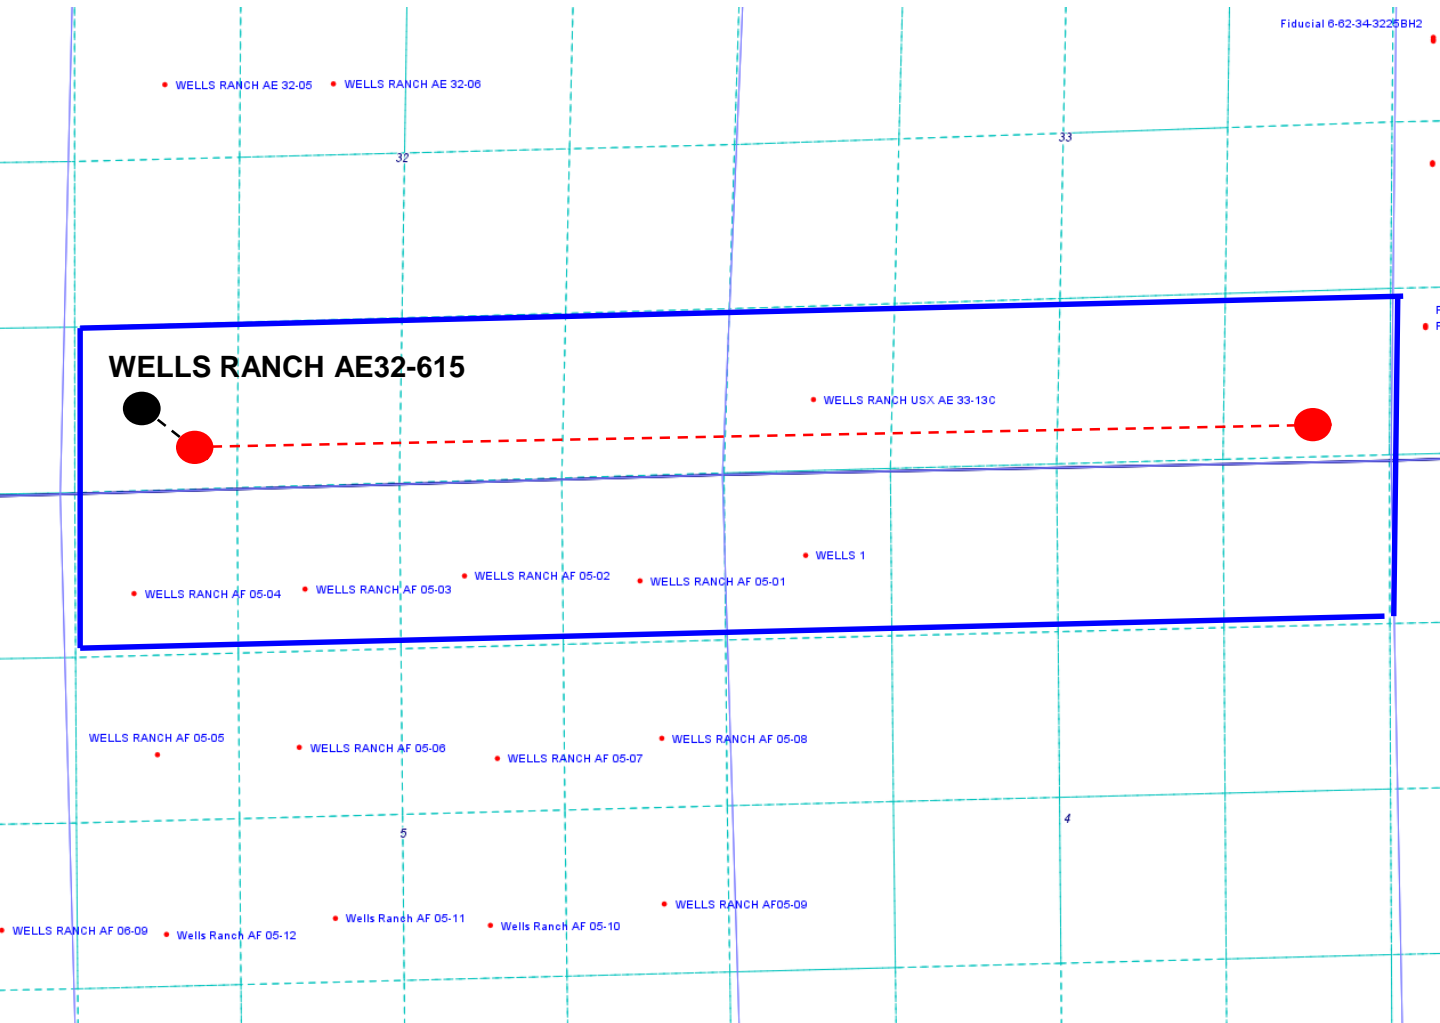 Fiducial 6-62-34-3225BH2
WELLS RANCH AE 32-05
WELLS RANCH AE 32-06
33
32
F
F
WELLS RANCH AE32-615
WELLS RANCH USX AE 33-13C
WELLS 1
WELLS RANCH AF 05-02
WELLS RANCH AF 05-01
WELLS RANCH AF 05-03
WELLS RANCH AF 05-04
WELLS RANCH AF 05-05
WELLS RANCH AF 05-08
WELLS RANCH AF 05-06
WELLS RANCH AF 05-07
4
5
WELLS RANCH AF05-09
Wells Ranch AF 05-11
Wells Ranch AF 05-10
WELLS RANCH AF 06-09
Wells Ranch AF 05-12